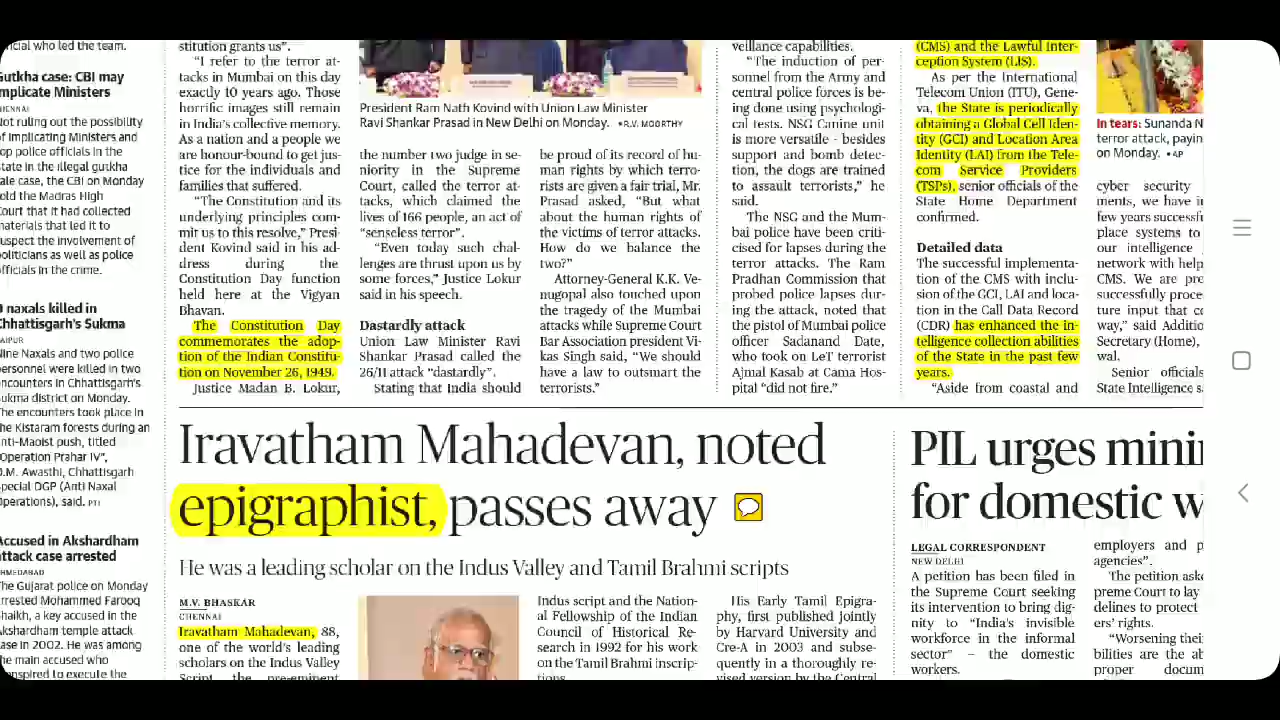 ficial who led the team.
Gutkha case: CBI may
implicate Ministers
CHENNAI
Not ruling out the possibility
of implicating Ministers and
top police officials in the
state in the illegal gutkha
sale case, the CBI on Monday
told the Madras High
Court that it had collected
materials that led it to
suspect the involvement of
politicians as well as police
officials in the crime.
9 naxals killed in
Chhattisgarh's Sukma
RAIPUR
Nine Naxals and two police
personnel were killed in two
encounters in Chhattisgarh's
Sukma district on Monday.
The encounters took place in
the Kistaram forests during an
anti-Maoist push, titled
"Operation Prahar IV",
D.M. Awasthi, Chhattisgarh
Special DGP (Anti Naxal
Operations), said. PTI
Accused in Akshardham
attack case arrested
AHMEDABAD
The Gujarat police on Monday
arrested Mohammed Farooq
Shaikh, a key accused in the
Akshardham temple attack
case in 2002. He was among
the main accused who
conspired to execute the
stitution grants us".
"I refer to the terror at-
tacks in Mumbai on this day
exactly 10 years ago. Those
horrific images still remain
in India's collective memory.
As a nation and a people we
are honour-bound to get jus-
tice for the individuals and
families that suffered.
"The Constitution and its
underlying principles com-
mit us to this resolve," Presi-
dent Kovind said in his ad-
dress during the
Constitution Day function
held here at the Vigyan
Bhavan.
The Constitution Day
commemorates the adop-
tion of the Indian Constitu-
tion on November 26, 1949.
Justice Madan B. Lokur,
President Ram Nath Kovind with Union Law Minister
Ravi Shankar Prasad in New Delhi on Monday. •R.V. MOORTHY
the number two judge in se-
niority in the Supreme
Court, called the terror at-
tacks, which claimed the
lives of 166 people, an act of
"senseless terror".
"Even today such chal-
lenges are thrust upon us by
some forces," Justice Lokur
said in his speech.
Dastardly attack
Union Law Minister Ravi
Shankar Prasad called the
26/11 attack "dastardly".
Stating that India should
be proud of its record of hu-
man rights by which terro-
rists are given a fair trial, Mr.
Prasad asked, "But what
about the human rights of
the victims of terror attacks.
How do we balance the
two?"
Attorney-General K.K. Ve-
nugopal also touched upon
the tragedy of the Mumbai
attacks while Supreme Court
Bar Association president Vi-
kas Singh said, "We should
have a law to outsmart the
terrorists."
veillance capabilities.
"The induction of per-
sonnel from the Army and
central police forces is be-
ing done using psychologi-
cal tests. NSG Canine unit
is more versatile - besides
support and bomb detec-
tion, the dogs are trained
to assault terrorists," he
said.
The NSG and the Mum-
bai police have been criti-
cised for lapses during the
terror attacks. The Ram
Pradhan Commission that
probed police lapses dur-
ing the attack, noted that
the pistol of Mumbai police
officer Sadanand Date,
who took on LeT terrorist
Ajmal Kasab at Cama Hos-
pital "did not fire."
(CMS) and the Lawful Inter-
ception System (LIS).
As per the International
Telecom Union (ITU), Gene-
va, the State is periodically
obtaining a Global Cell Iden-
tity (GCI) and Location Area
Identity (LAI) from the Tele-
com Service Providers
(TSPs), senior officials of the
State Home Department
confirmed.
Detailed data
The successful implementa-
tion of the CMS with inclu-
sion of the GCI, LAI and loca-
tion in the Call Data Record
(CDR) has enhanced the in-
telligence collection abilities
of the State in the past few
years.
"Aside from coastal and
In tears: Sunanda N
terror attack, payin
on Monday. •AP
cyber security
ments, we have i
few years successf
place systems to
our intelligence
network with help
CMS. We are pre
successfully proce
ture input that c
way," said Additio
Secretary (Home),
wal.
Senior officials
State Intelligence s
Iravatham Mahadevan, noted
epigraphist, passes away
He was a leading scholar on the Indus Valley and Tamil Brahmi scripts
M.V. BHASKAR
CHENNAI
Iravatham Mahadevan, 88,
one of the world's leading
scholars on the Indus Valley
Script, the pre-eminent
Indus script and the Nation-
al Fellowship of the Indian
Council of Historical Re-
search in 1992 for his work
on the Tamil Brahmi inscrip-
tions.
His Early Tamil Epigra-
phy, first published jointly
by Harvard University and
Cre-A in 2003 and subse-
quently in a thoroughly re-
vised version by the Central
PIL urges minin
for domestic w
LEGAL CORRESPONDENT
NEW DELHI
A petition has been filed in
the Supreme Court seeking
its intervention to bring dig-
nity to "India's invisible
workforce in the informal
sector" – the domestic
workers.
employers and p
agencies".
The petition aske
preme Court to lay
delines to protect
ers' rights.
"Worsening thei
bilities are the ab
proper docum